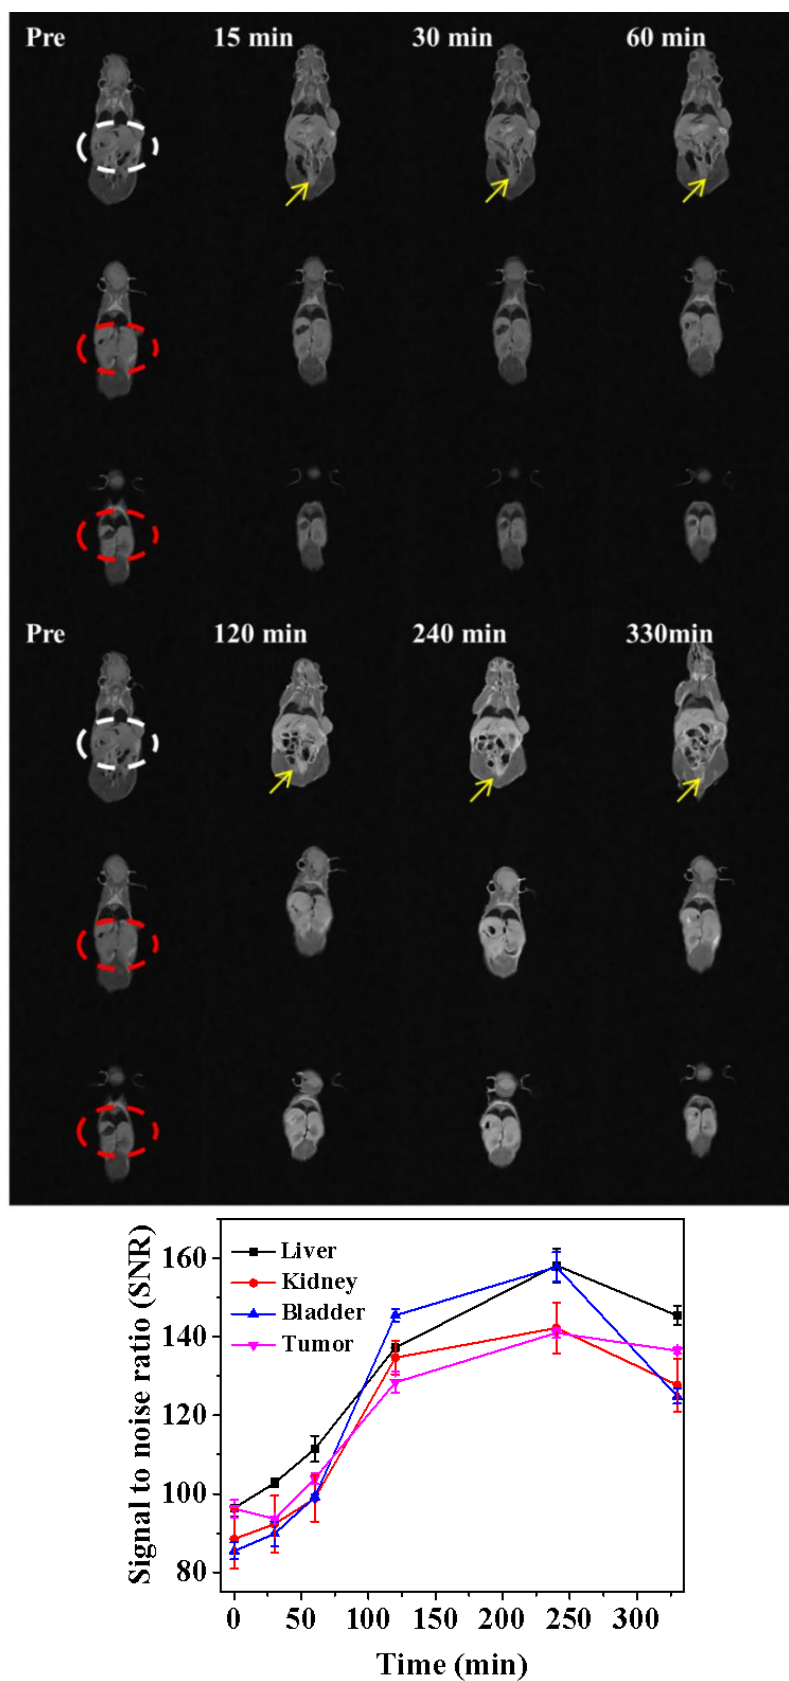 Pre 15 min 30 min 60 min
Pre 120 min 240 min 330min
Signal to noise ratio (SNR)
160
140
120
100
80
Liver
Kidney
Bladder
Tumor
0 50 100 150 200 250 300
Time (min)